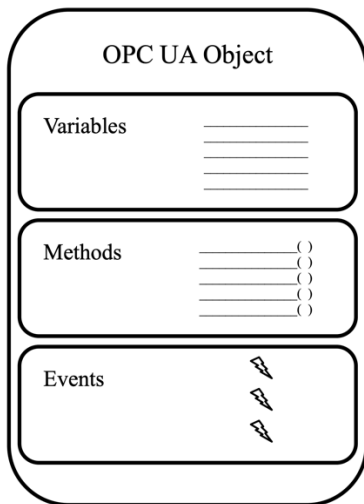 OPC UA Object
Variables
Methods
( )
( )
( )
( )
( )
Events